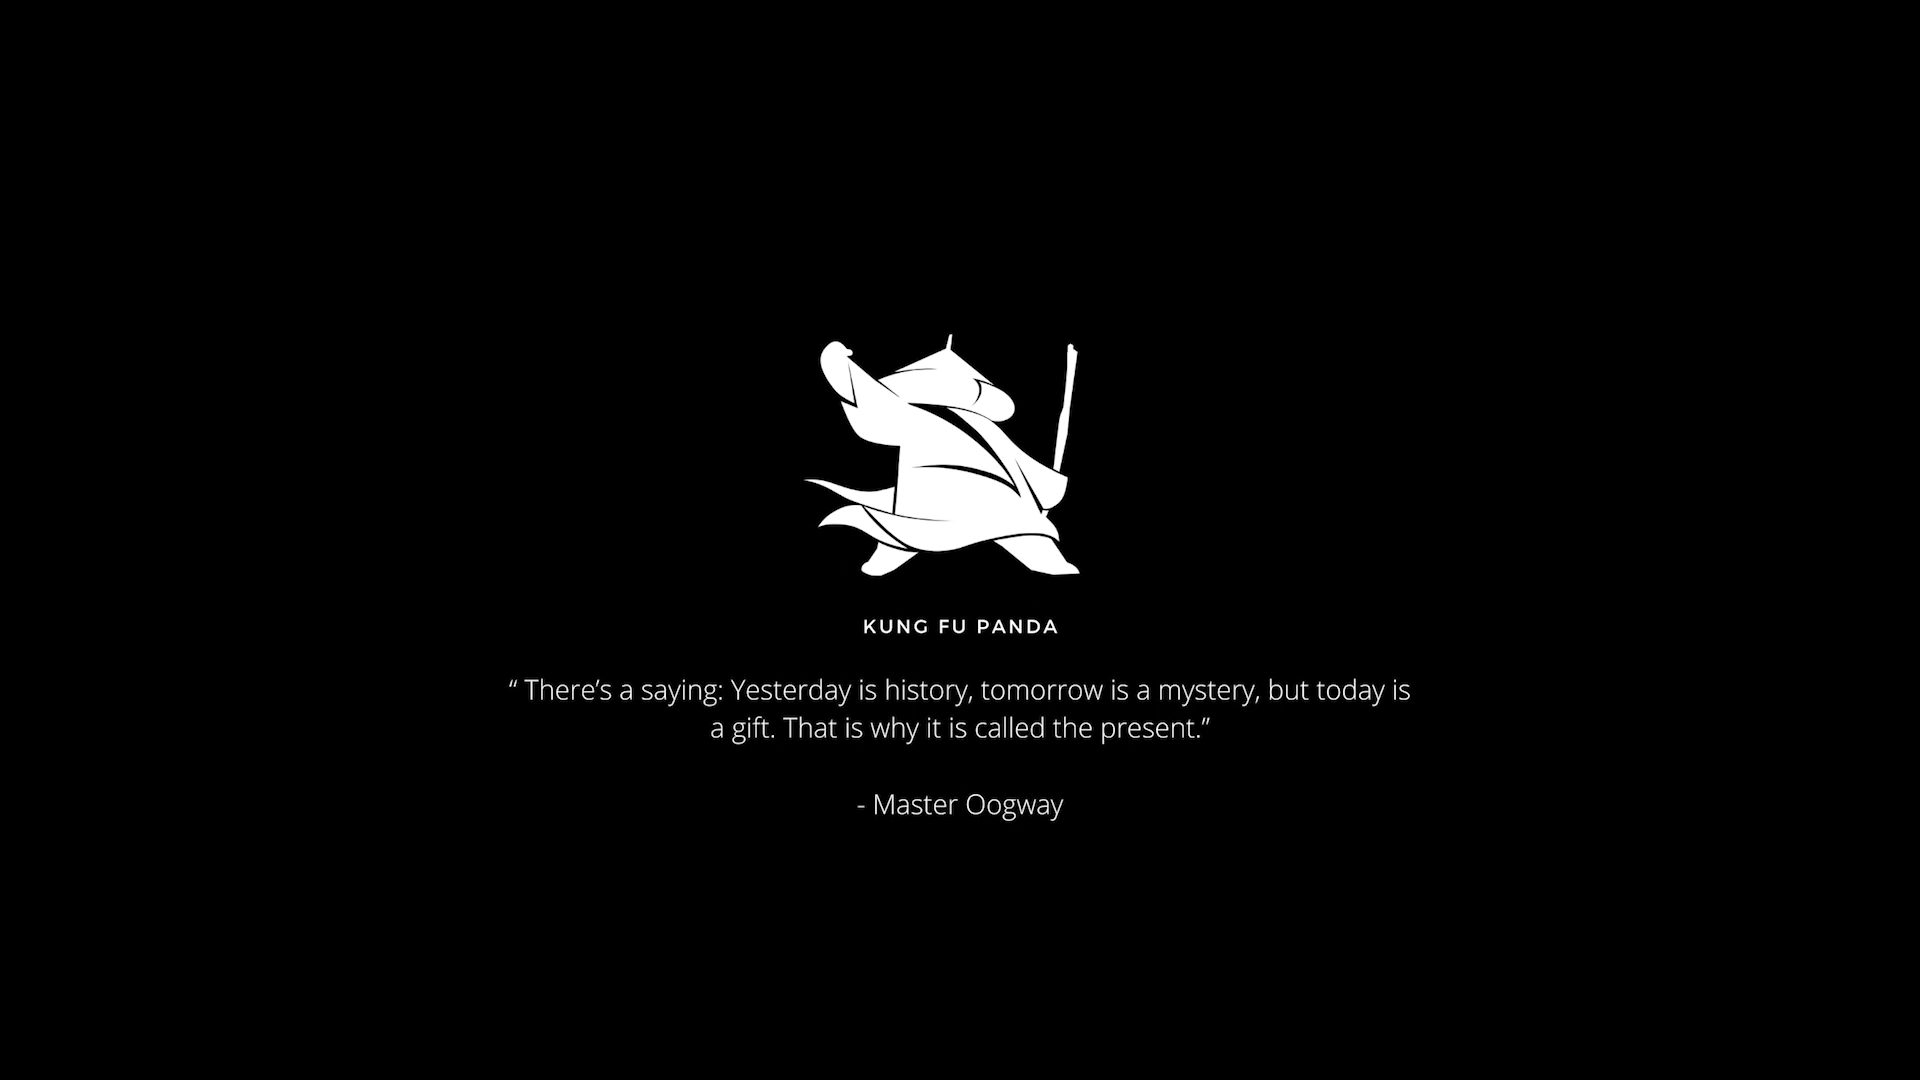 KUNG FU PANDA
“ There’s a saying: Yesterday is history, tomorrow is a mystery, but today is
a gift. That is why it is called the present.”
- Master Oogway